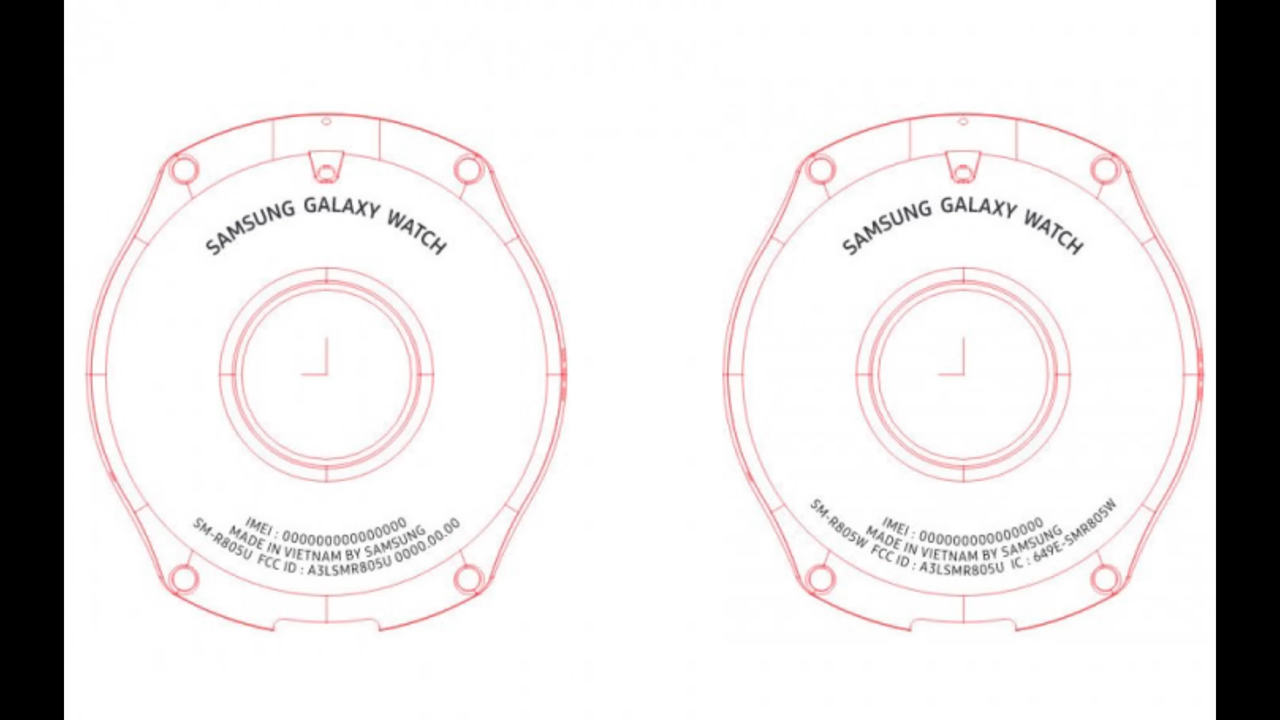 SAMSUNG GALAXY WATCH
IMEI : 000000000000000
MADE IN VIETNAM BY SAMSUNG
SM-R805U FCC ID : A3LSMR805U 0000.00.00
SAMSUNG GALAXY WATCH
IMEI : 000000000000000
MADE IN VIETNAM BY SAMSUNG
SM-R805W FCC ID : A3LSMR805U IC : 649E-SMR805W